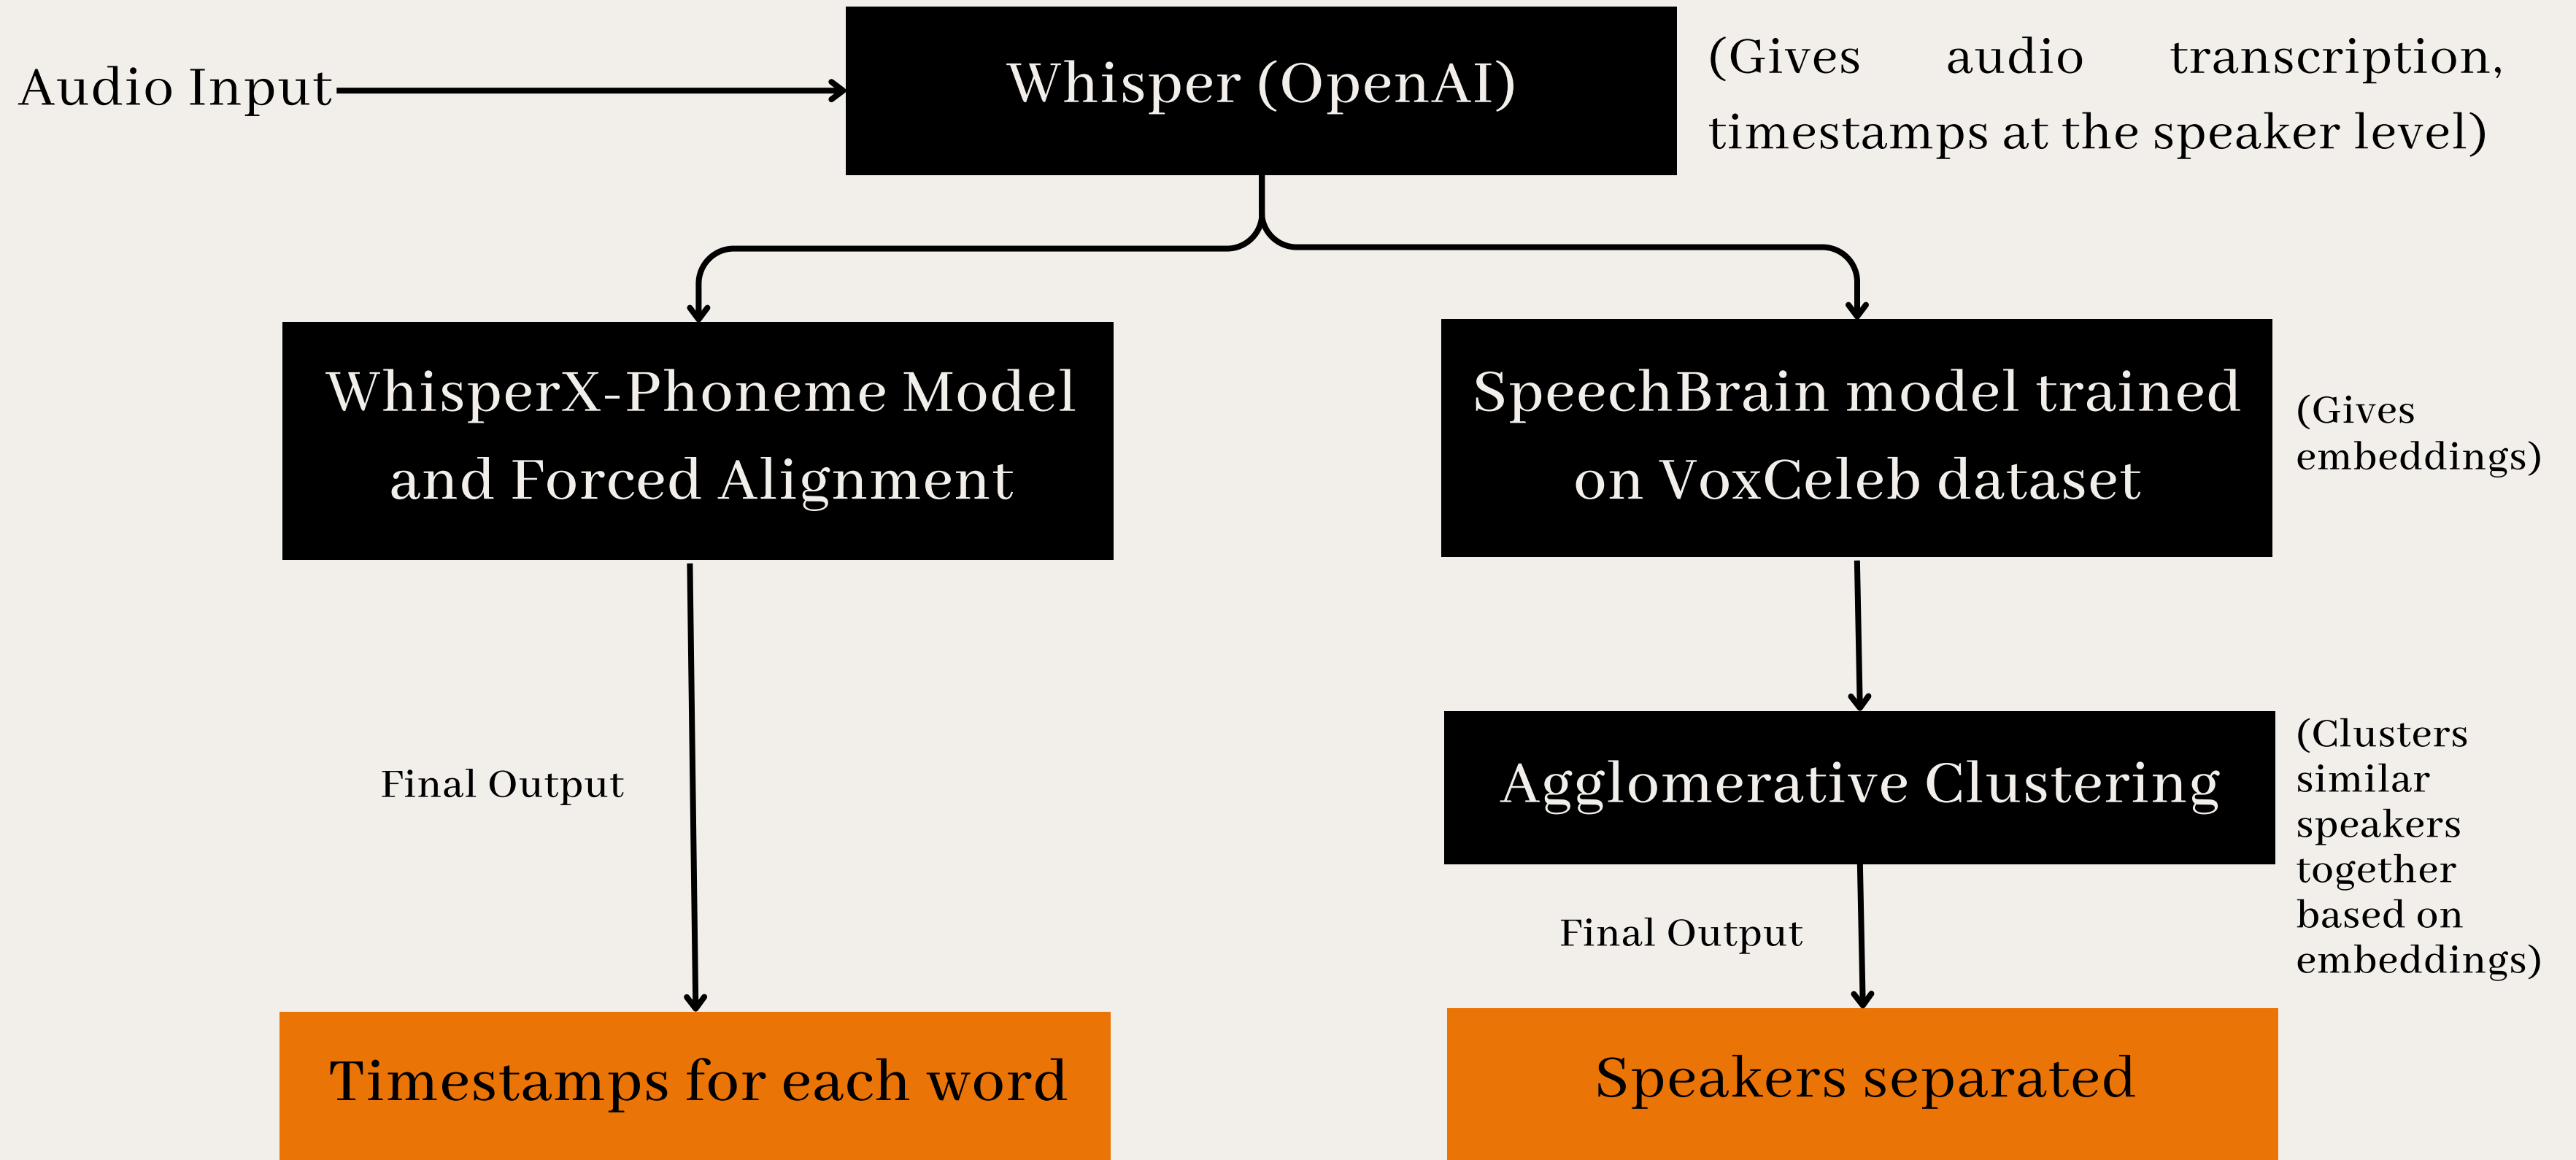 Audio Input
Whisper (OpenAI)
(Gives audio transcription,
timestamps at the speaker level)
WhisperX-Phoneme Model
and Forced Alignment
SpeechBrain model trained
on VoxCeleb dataset
(Gives
embeddings)
Final Output
Agglomerative Clustering
(Clusters
similar
speakers
together
based on
embeddings)
Final Output
Timestamps for each word
Speakers separated